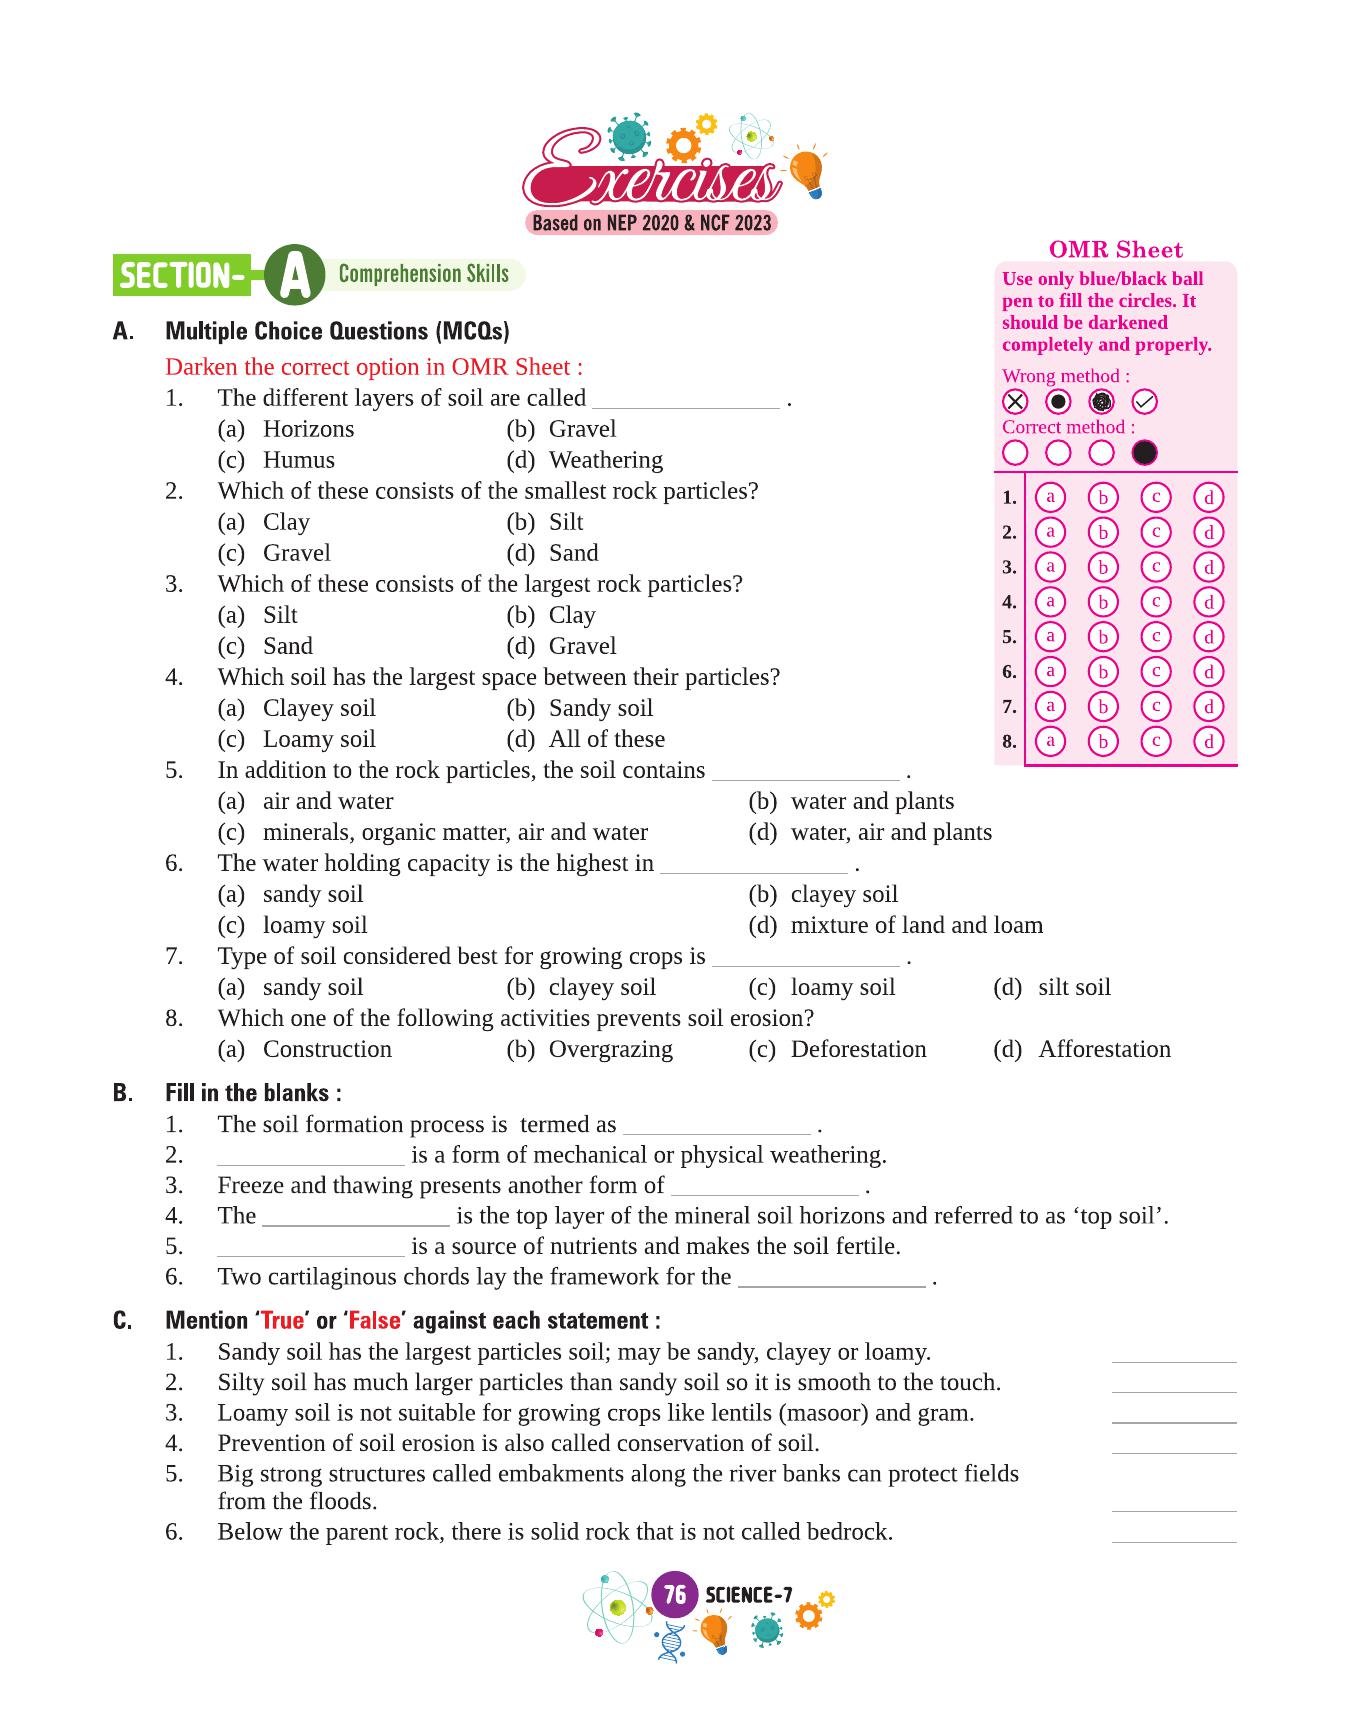 Exercises
Based on NEP 2020 & NCF 2023
SECTION- A Comprehension Skills
A. Multiple Choice Questions (MCQs)
Darken the correct option in OMR Sheet :
1. The different layers of soil are called _______________ .
(a) Horizons (b) Gravel
(c) Humus (d) Weathering
2. Which of these consists of the smallest rock particles?
(a) Clay (b) Silt
(c) Gravel (d) Sand
3. Which of these consists of the largest rock particles?
(a) Silt (b) Clay
(c) Sand (d) Gravel
4. Which soil has the largest space between their particles?
(a) Clayey soil (b) Sandy soil
(c) Loamy soil (d) All of these
5. In addition to the rock particles, the soil contains _______________ .
(a) air and water (b) water and plants
(c) minerals, organic matter, air and water (d) water, air and plants
6. The water holding capacity is the highest in _______________ .
(a) sandy soil (b) clayey soil
(c) loamy soil (d) mixture of land and loam
7. Type of soil considered best for growing crops is _______________ .
(a) sandy soil (b) clayey soil (c) loamy soil (d) silt soil
8. Which one of the following activities prevents soil erosion?
(a) Construction (b) Overgrazing (c) Deforestation (d) Afforestation
OMR Sheet
Use only blue/black ball
pen to fill the circles. It
should be darkened
completely and properly.
Wrong method :
Correct method :
1. a b c d
2. a b c d
3. a b c d
4. a b c d
5. a b c d
6. a b c d
7. a b c d
8. a b c d
B. Fill in the blanks :
1. The soil formation process is termed as _______________ .
2. _______________ is a form of mechanical or physical weathering.
3. Freeze and thawing presents another form of _______________ .
4. The _______________ is the top layer of the mineral soil horizons and referred to as ‘top soil’.
5. _______________ is a source of nutrients and makes the soil fertile.
6. Two cartilaginous chords lay the framework for the _______________ .
C. Mention ‘True’ or ‘False’ against each statement :
1. Sandy soil has the largest particles soil; may be sandy, clayey or loamy. __________
2. Silty soil has much larger particles than sandy soil so it is smooth to the touch. __________
3. Loamy soil is not suitable for growing crops like lentils (masoor) and gram. __________
4. Prevention of soil erosion is also called conservation of soil. __________
5. Big strong structures called embakments along the river banks can protect fields
from the floods. __________
6. Below the parent rock, there is solid rock that is not called bedrock. __________
76 SCIENCE-7